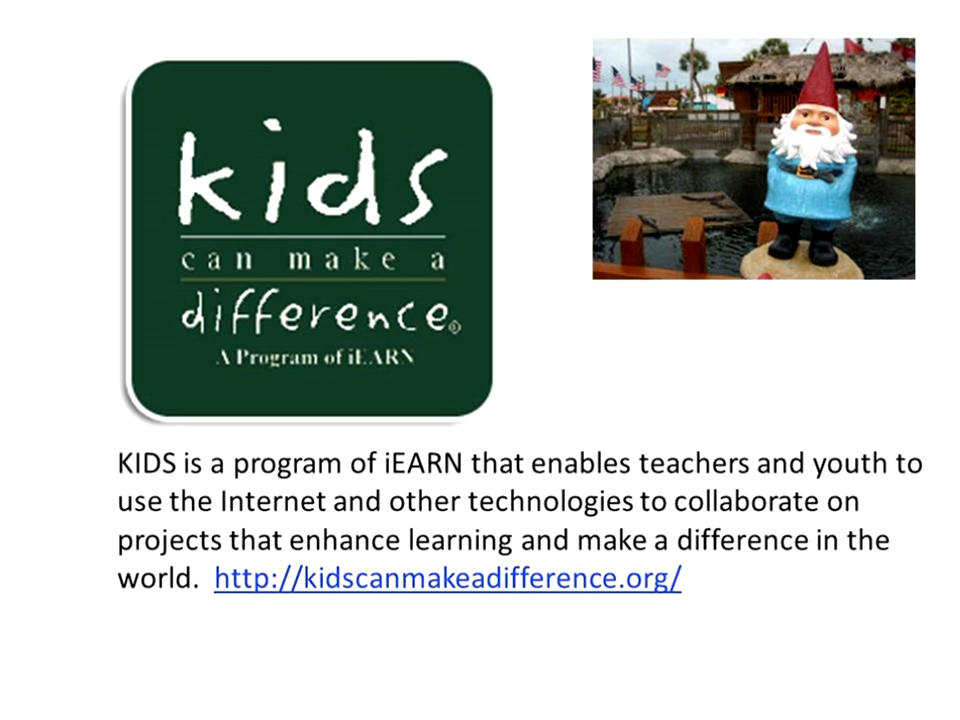 kids
can make a
difference®
A Program of iEARN
KIDS is a program of iEARN that enables teachers and youth to
use the Internet and other technologies to collaborate on
projects that enhance learning and make a difference in the
world. http://kidscanmakeadifference.org/